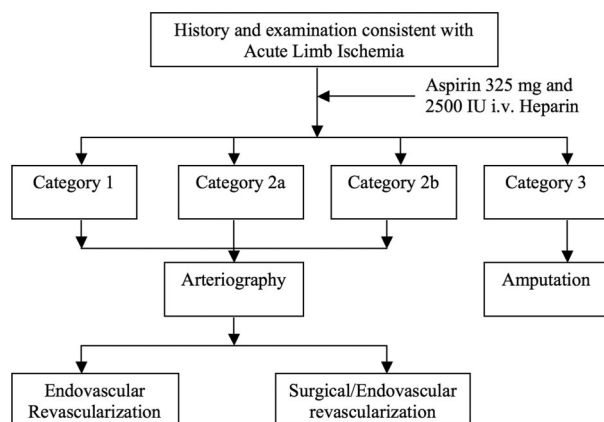 History and examination consistent with
Acute Limb Ischemia
Aspirin 325 mg and
2500 IU i.v. Heparin
Category 1
Category 2a
Category 2b
Category 3
Arteriography
Amputation
Endovascular
Revascularization
Surgical/Endovascular
revascularization